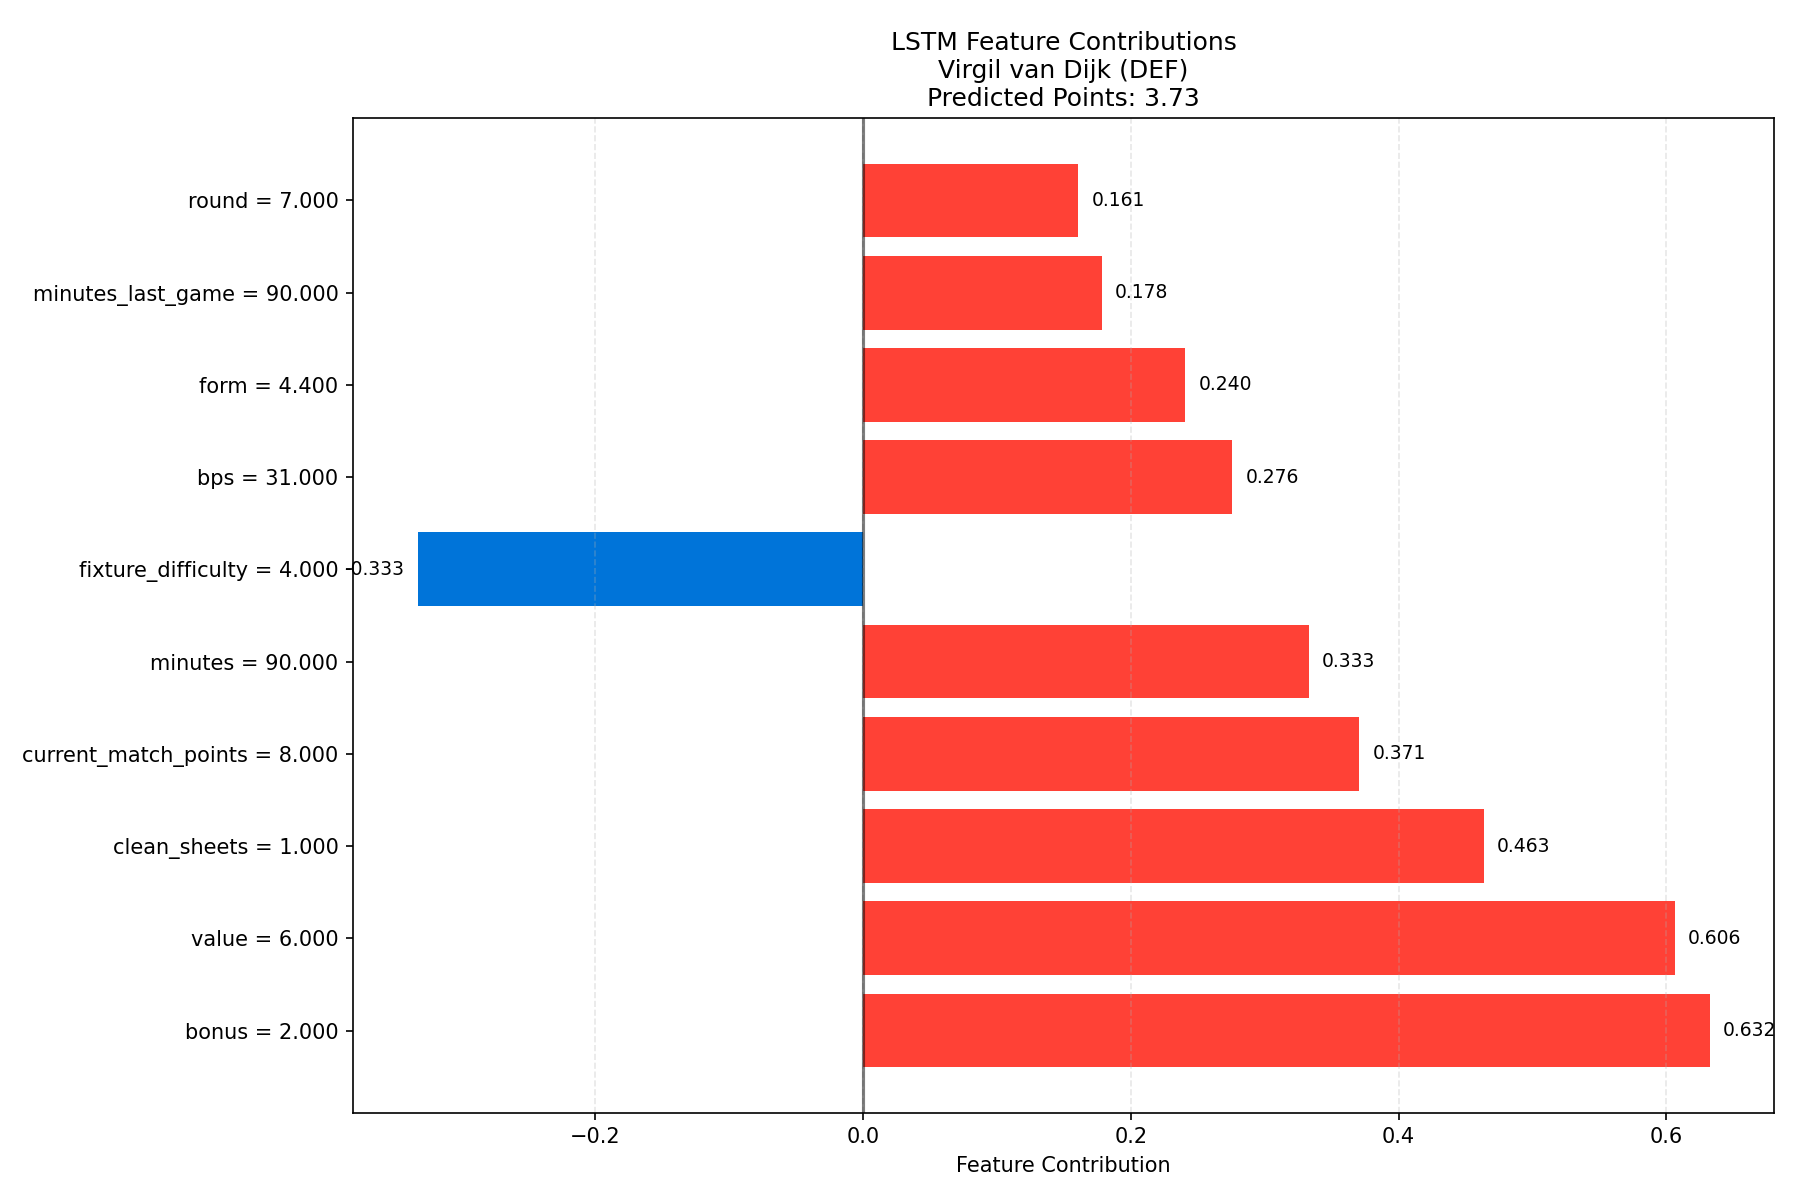 LSTM Feature Contributions
Virgil van Dijk (DEF)
Predicted Points: 3.73
round = 7.000 0.161
minutes_last_game = 90.000 0.178
form = 4.400 0.240
bps = 31.000 0.276
fixture_difficulty = 4.000 0.333
minutes = 90.000 0.333
current_match_points = 8.000 0.371
clean_sheets = 1.000 0.463
value = 6.000 0.606
bonus = 2.000 0.632
−0.2 0.0 0.2 0.4 0.6
Feature Contribution